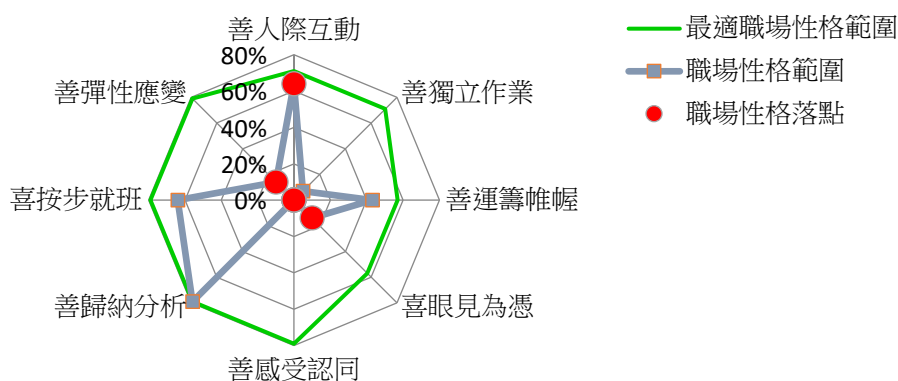 善人際互動
80%
60%
40%
20%
0%
善獨立作業
善運籌帷幄
喜眼見為憑
善感受認同
善歸納分析
喜按步就班
善彈性應變
最適職場性格範圍
職場性格範圍
職場性格落點